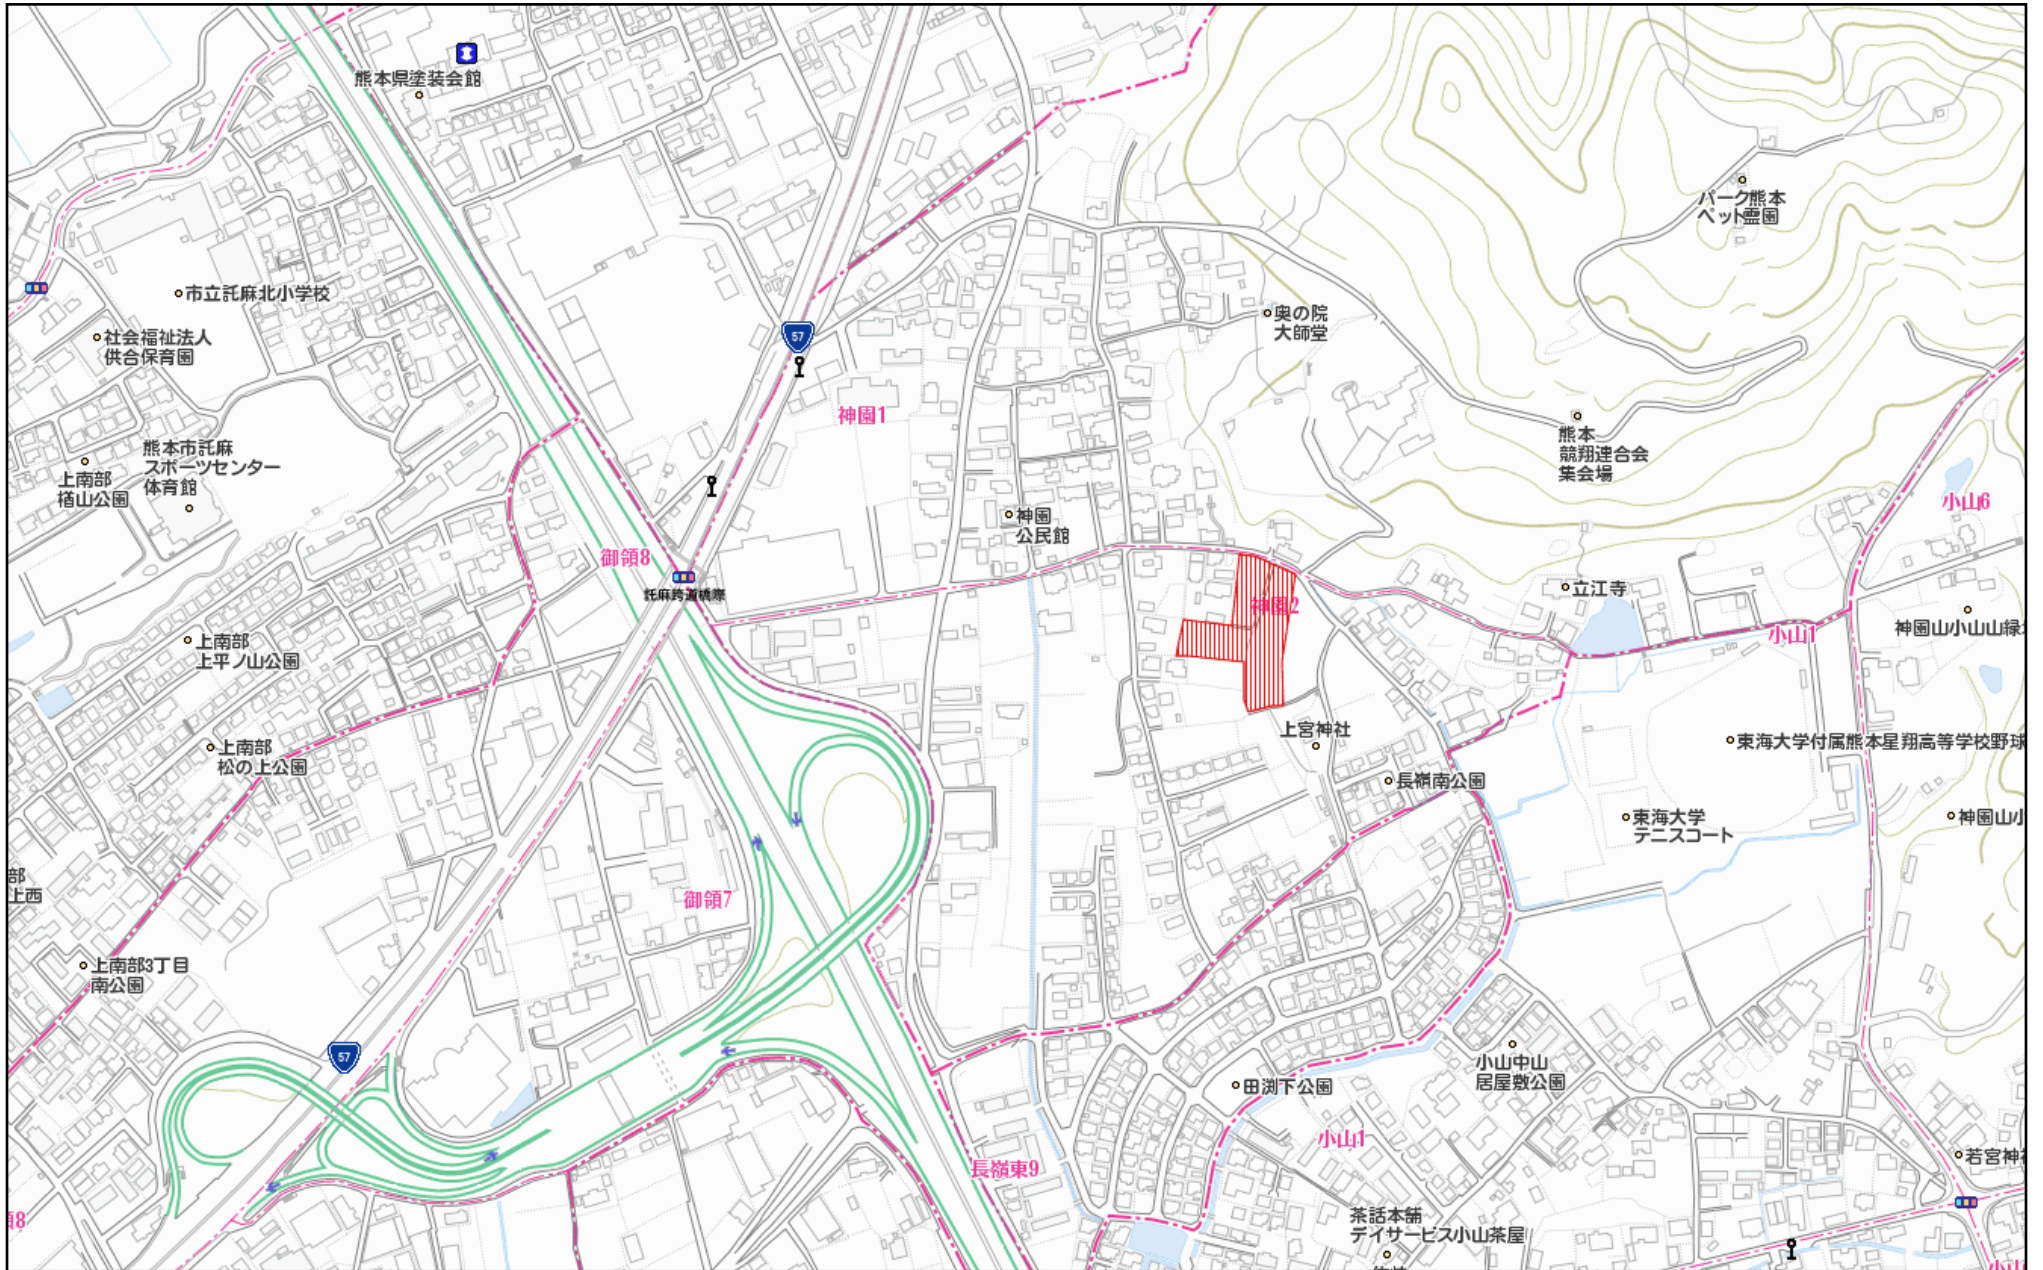 熊本県塗装会館
パーク熊本
ペット霊園
市立託麻北小学校
社会福祉法人
供合保育園
奥の院
大師堂
57
神園1
熊本市託麻
スポーツセンター
体育館
上南部
楢山公園
熊本
競翔連合会
集会場
小山6
神園
公民館
御領8
託麻跨道橋際
神園2
立江寺
小山1
神園山小山山緑
上南部
上平ノ山公園
上宮神社
上南部
松の上公園
東海大学付属熊本星翔高等学校野球
長嶺南公園
東海大学
テニスコート
神園山小
部
上西
御領7
上南部3丁目
南公園
57
小山中山
居屋敷公園
田渕下公園
小山1
長嶺東9
若宮神
領8
茶話本舗
デイサービス小山茶屋
小山